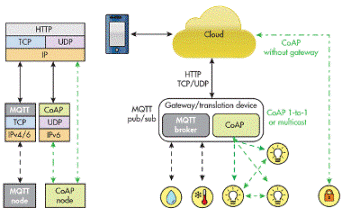 HTTP
TCP
UDP
IP
MQTT
CoAP
TCP
UDP
IPv4/6
IPv6
MQTT
node
CoAP
node
Cloud
CoAP
without gateway
HTTP
TCP/UDP
MQTT
pub/sub
Gateway/translation device
MQTT
broker
CoAP
CoAP 1-to-1
or multicost